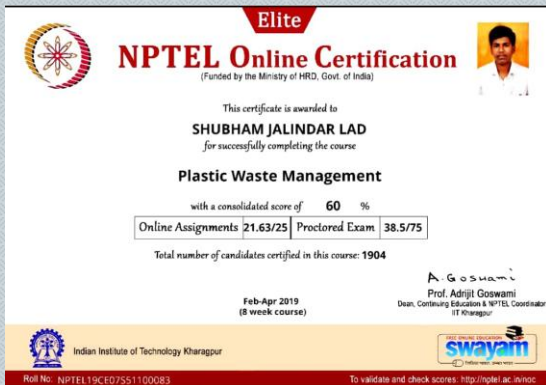 Elite
NPTEL Online Certification
(Funded by the Ministry of HRD, Govt. of India)
This certificate is awarded to
SHUBHAM JALINDAR LAD
for successfully completing the course
Plastic Waste Management
with a consolidated score of 60 %
Online Assignments 21.63/25 Proctored Exam 38.5/75
Total number of candidates certified in this course: 1904
A. Goswami
Prof. Adrijit Goswami
Dean, Continuing Education & NPTEL Coordinator
IIT Kharagpur
Feb-Apr 2019
(8 week course)
Indian Institute of Technology Kharagpur
FREE ONLINE EDUCATION
swayam
Roll No: NPTEL19CE07S51100083
To validate and check scores: http://nptel.ac.in/noc